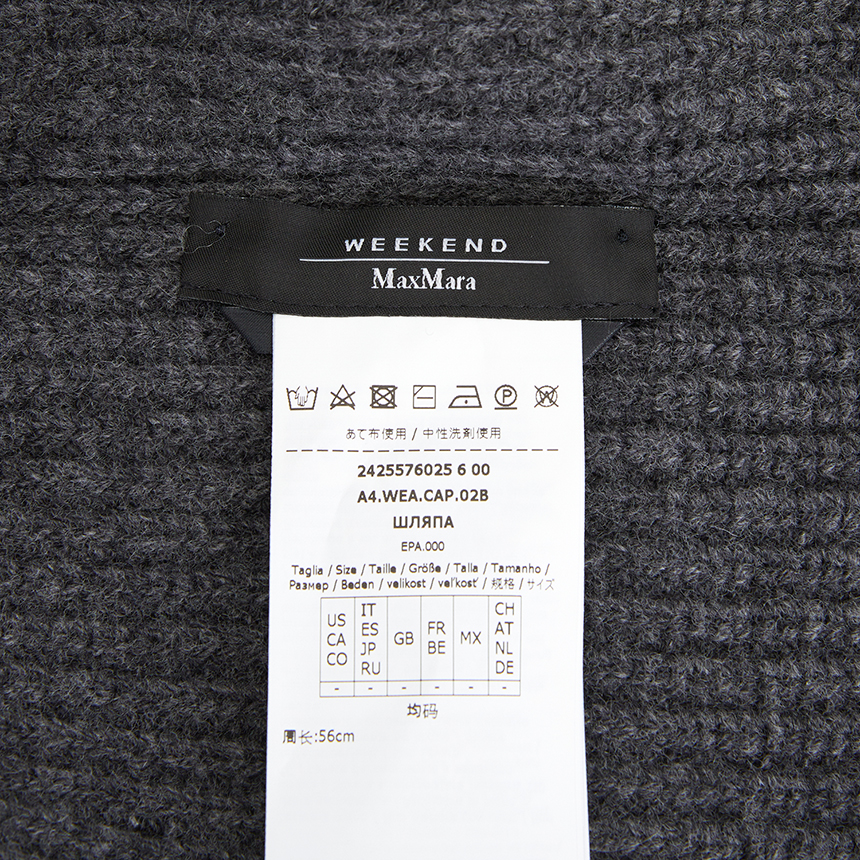 WEEKEND
MaxMara
P W
あて布使用 / 中性洗剤使用
2425576025 6 00
A4.WEA.CAP.02B
ШЛЯПА
EPA.000
Taglia / Size / Taille / Größe / Talla / Tamanho /
Размер / Beden / velikost / veľkosť / 规格 / サイズ
US CA CO IT ES JP RU GB FR BE MX CH AT NL DE
- - - - - -
均码
周长:56cm